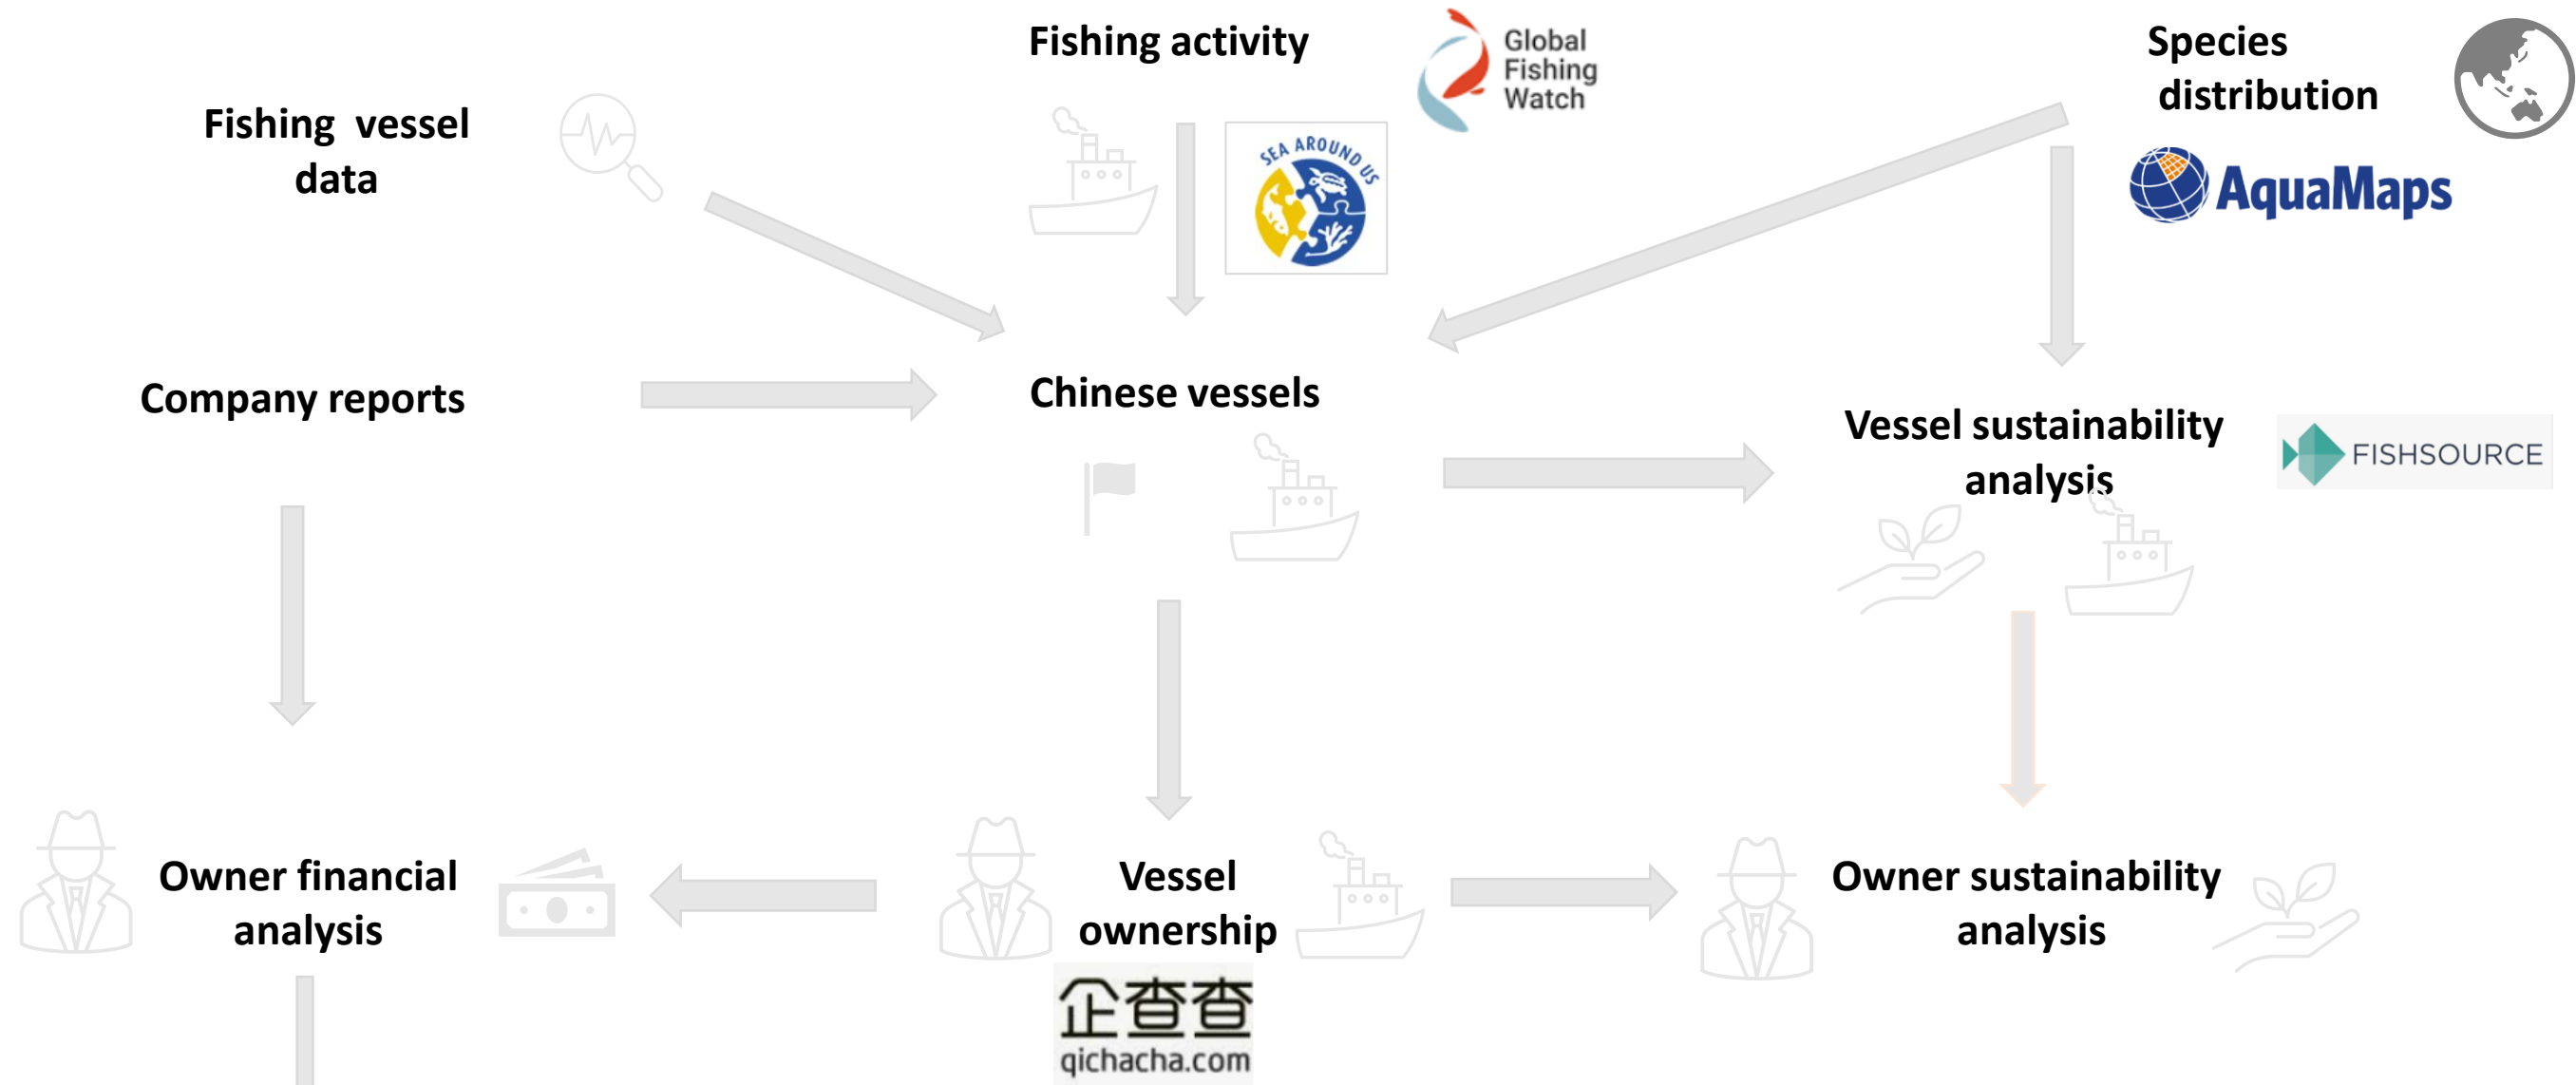 Fishing activity
Global
Fishing
Watch
Species
distribution
Fishing vessel
data
SEA AROUND US
AquaMaps
Company reports
Chinese vessels
Vessel sustainability
analysis
FISHSOURCE
Owner financial
analysis
Vessel
ownership
企查查
qichacha.com
Owner sustainability
analysis